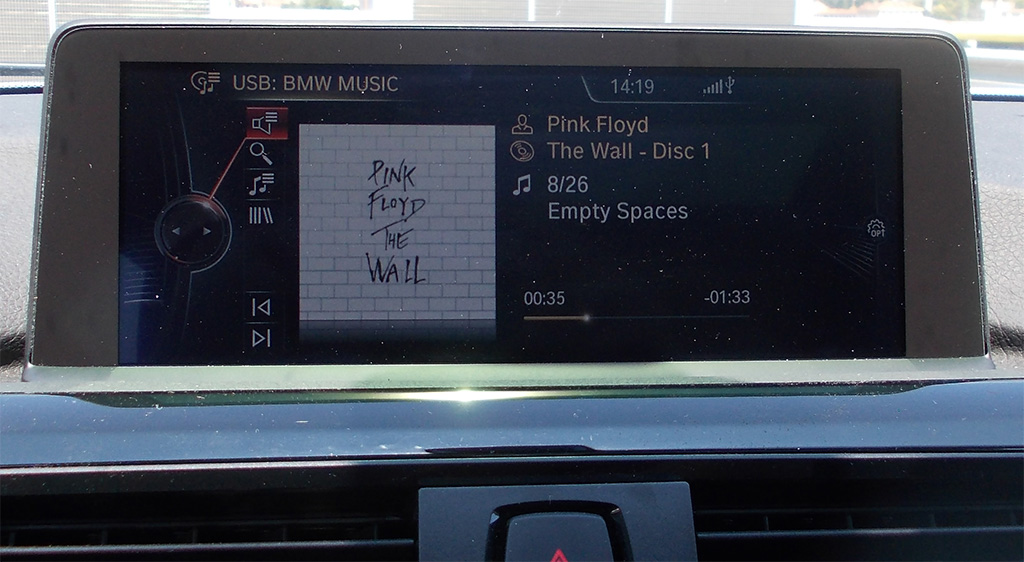 USB: BMW MUSIC
14:19
PINK
FLOYD
THE
WALL
Pink Floyd
The Wall - Disc 1
8/26
Empty Spaces
OPT
00:35
-01:33